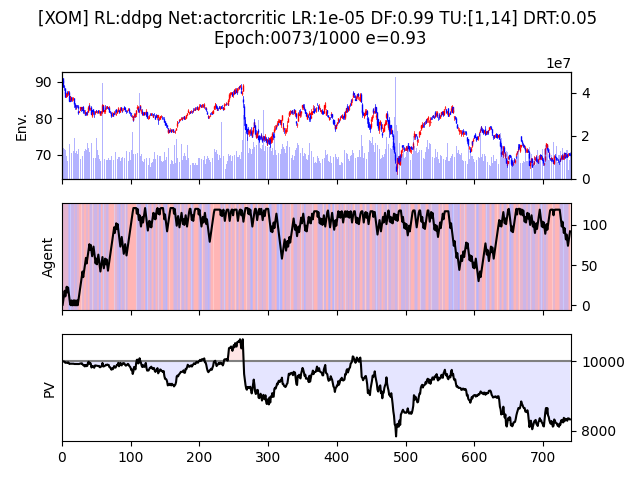 [XOM] RL:ddpg Net:actorcritic LR:1e-05 DF:0.99 TU:[1,14] DRT:0.05
Epoch:0073/1000 e=0.93
1e7
Env.
90
80
70
4
2
0
Agent
100
50
0
PV
10000
8000
0 100 200 300 400 500 600 700